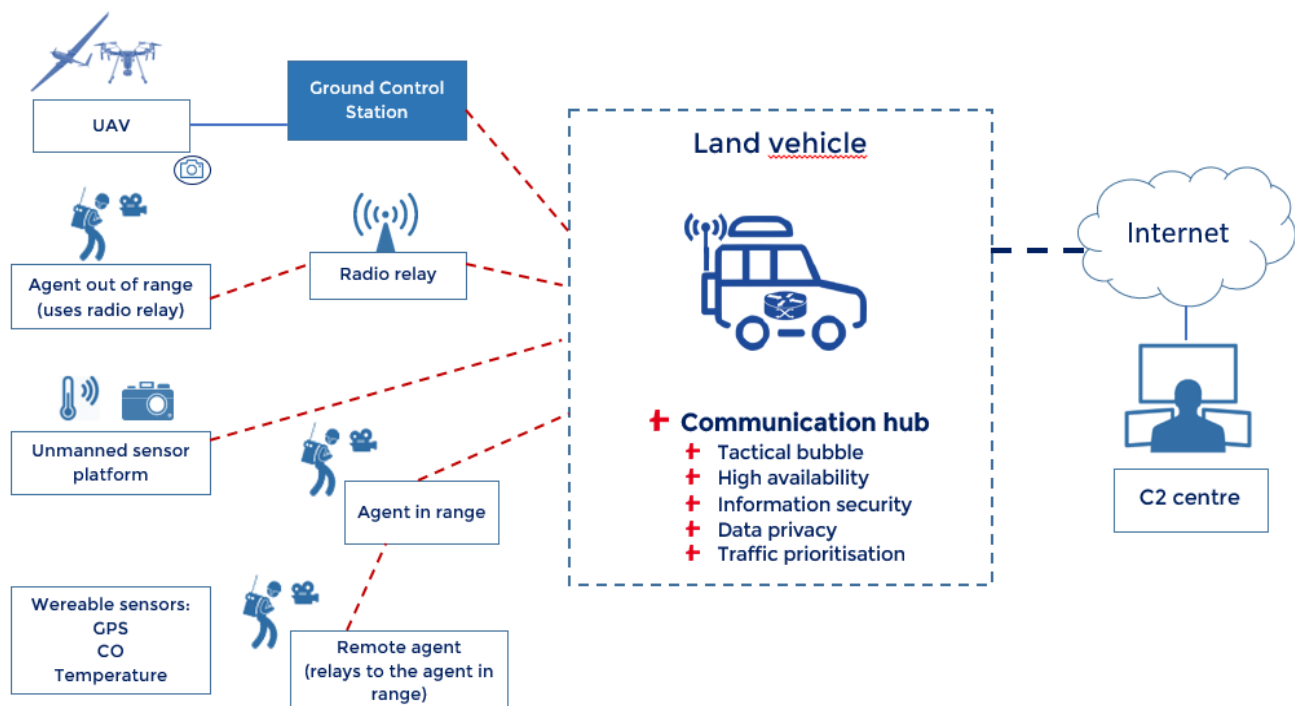 UAV
Ground Control
Station
Agent out of range
(uses radio relay)
Radio relay
Unmanned sensor
platform
Agent in range
Wereable sensors:
GPS
CO
Temperature
Remote agent
(relays to the agent in
range)
Land vehicle
Communication hub
Tactical bubble
High availability
Information security
Data privacy
Traffic prioritisation
Internet
C2 centre